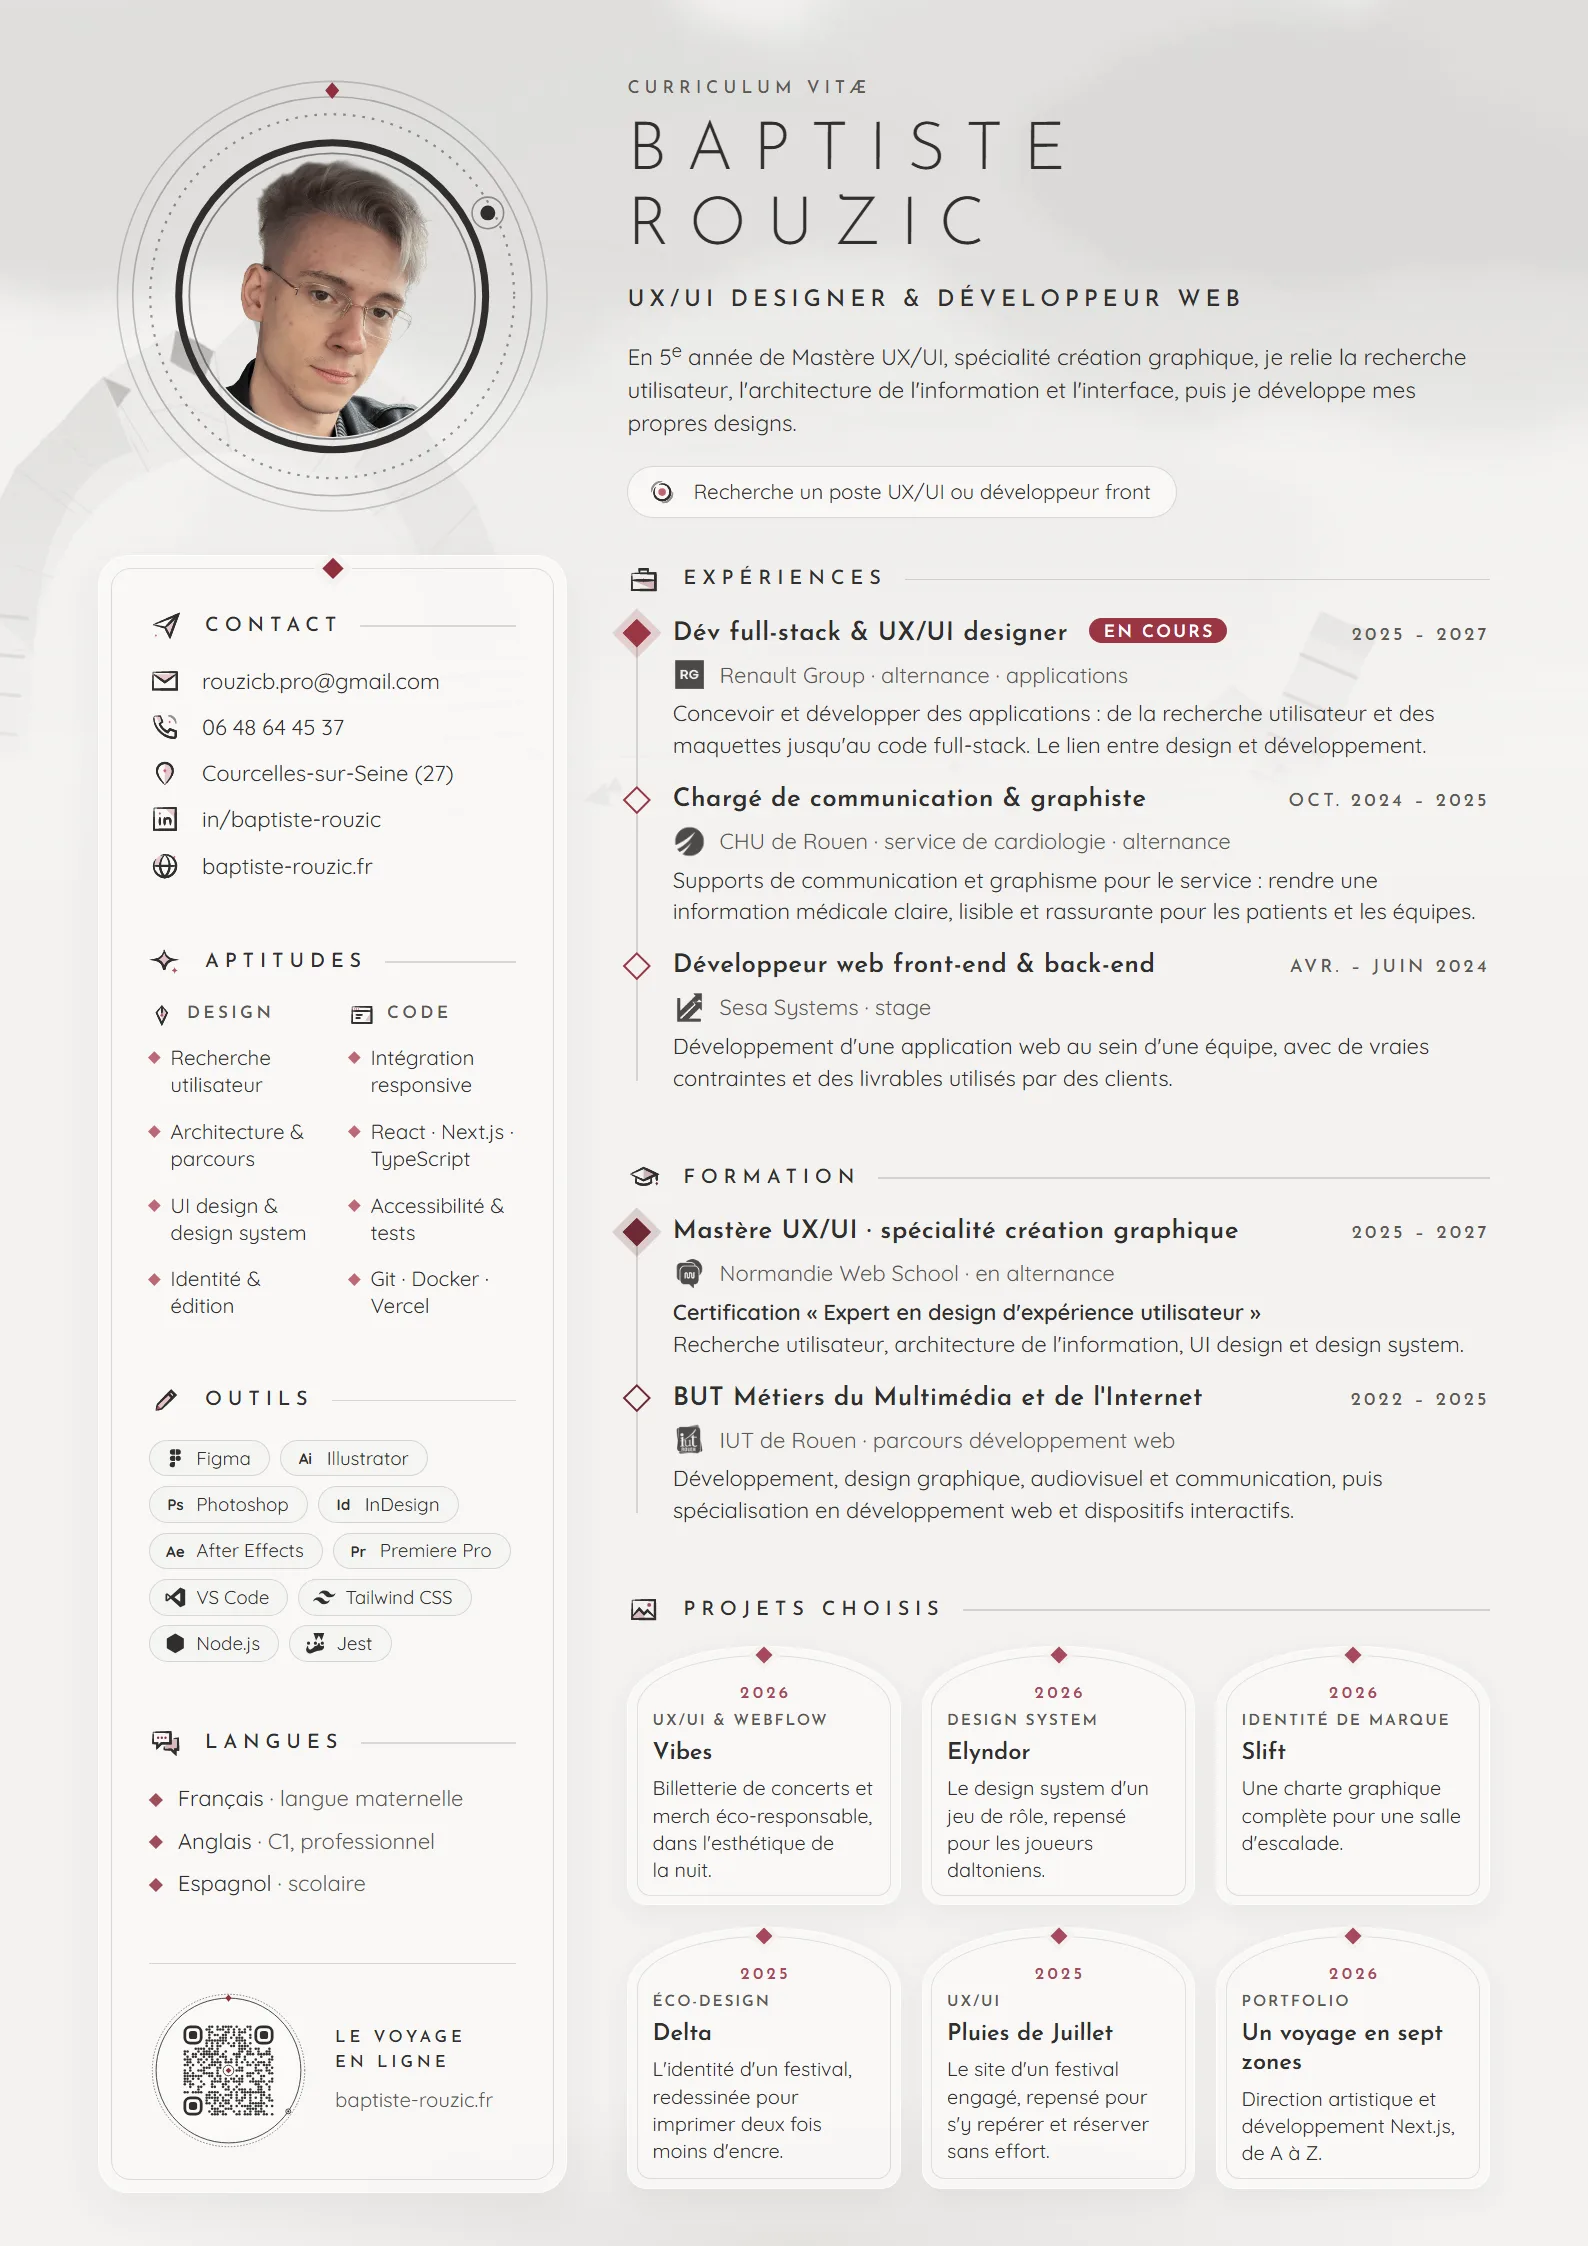 CURRICULUM VITÆ
BAPTISTE
ROUZIC
UX/UI DESIGNER & DÉVELOPPEUR WEB
En 5e année de Mastère UX/UI, spécialité création graphique, je relie la recherche
utilisateur, l'architecture de l'information et l'interface, puis je développe mes
propres designs.
Recherche un poste UX/UI ou développeur front
CONTACT
rouzicb.pro@gmail.com
06 48 64 45 37
Courcelles-sur-Seine (27)
in/baptiste-rouzic
baptiste-rouzic.fr
APTITUDES
DESIGN
Recherche
utilisateur
Architecture &
parcours
UI design &
design system
Identité &
édition
CODE
Intégration
responsive
React · Next.js ·
TypeScript
Accessibilité &
tests
Git · Docker ·
Vercel
OUTILS
Figma
Ai Illustrator
Ps Photoshop
Id InDesign
Ae After Effects
Pr Premiere Pro
VS Code
Tailwind CSS
Node.js
Jest
LANGUES
Français · langue maternelle
Anglais · C1, professionnel
Espagnol · scolaire
LE VOYAGE
EN LIGNE
baptiste-rouzic.fr
EXPÉRIENCES
Dév full-stack & UX/UI designer EN COURS 2025 – 2027
RG Renault Group · alternance · applications
Concevoir et développer des applications : de la recherche utilisateur et des
maquettes jusqu'au code full-stack. Le lien entre design et développement.
Chargé de communication & graphiste OCT. 2024 – 2025
CHU de Rouen · service de cardiologie · alternance
Supports de communication et graphisme pour le service : rendre une
information médicale claire, lisible et rassurante pour les patients et les équipes.
Développeur web front-end & back-end AVR. – JUIN 2024
Sesa Systems · stage
Développement d'une application web au sein d'une équipe, avec de vraies
contraintes et des livrables utilisés par des clients.
FORMATION
Mastère UX/UI · spécialité création graphique 2025 – 2027
Normandie Web School · en alternance
Certification « Expert en design d'expérience utilisateur »
Recherche utilisateur, architecture de l'information, UI design et design system.
BUT Métiers du Multimédia et de l'Internet 2022 – 2025
iut IUT de Rouen · parcours développement web
Développement, design graphique, audiovisuel et communication, puis
spécialisation en développement web et dispositifs interactifs.
PROJETS CHOISIS
2026
UX/UI & WEBFLOW
Vibes
Billetterie de concerts et
merch éco-responsable,
dans l'esthétique de
la nuit.
2026
DESIGN SYSTEM
Elyndor
Le design system d'un
jeu de rôle, repensé
pour les joueurs
daltoniens.
2026
IDENTITÉ DE MARQUE
Slift
Une charte graphique
complète pour une salle
d'escalade.
2025
ÉCO-DESIGN
Delta
L'identité d'un festival,
redessinée pour
imprimer deux fois
moins d'encre.
2025
UX/UI
Pluies de Juillet
Le site d'un festival
engagé, repensé pour
s'y repérer et réserver
sans effort.
2026
PORTFOLIO
Un voyage en sept
zones
Direction artistique et
développement Next.js,
de A à Z.